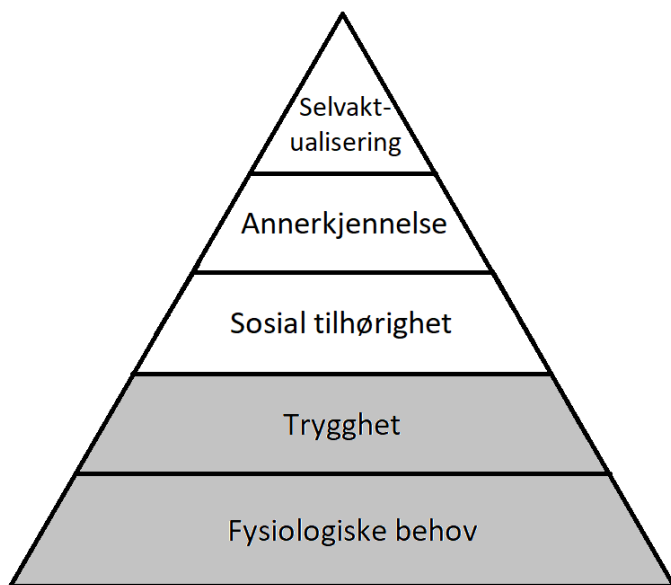 Selvakt-
ualisering
Annerkjennelse
Sosial tilhørighet
Trygghet
Fysiologiske behov